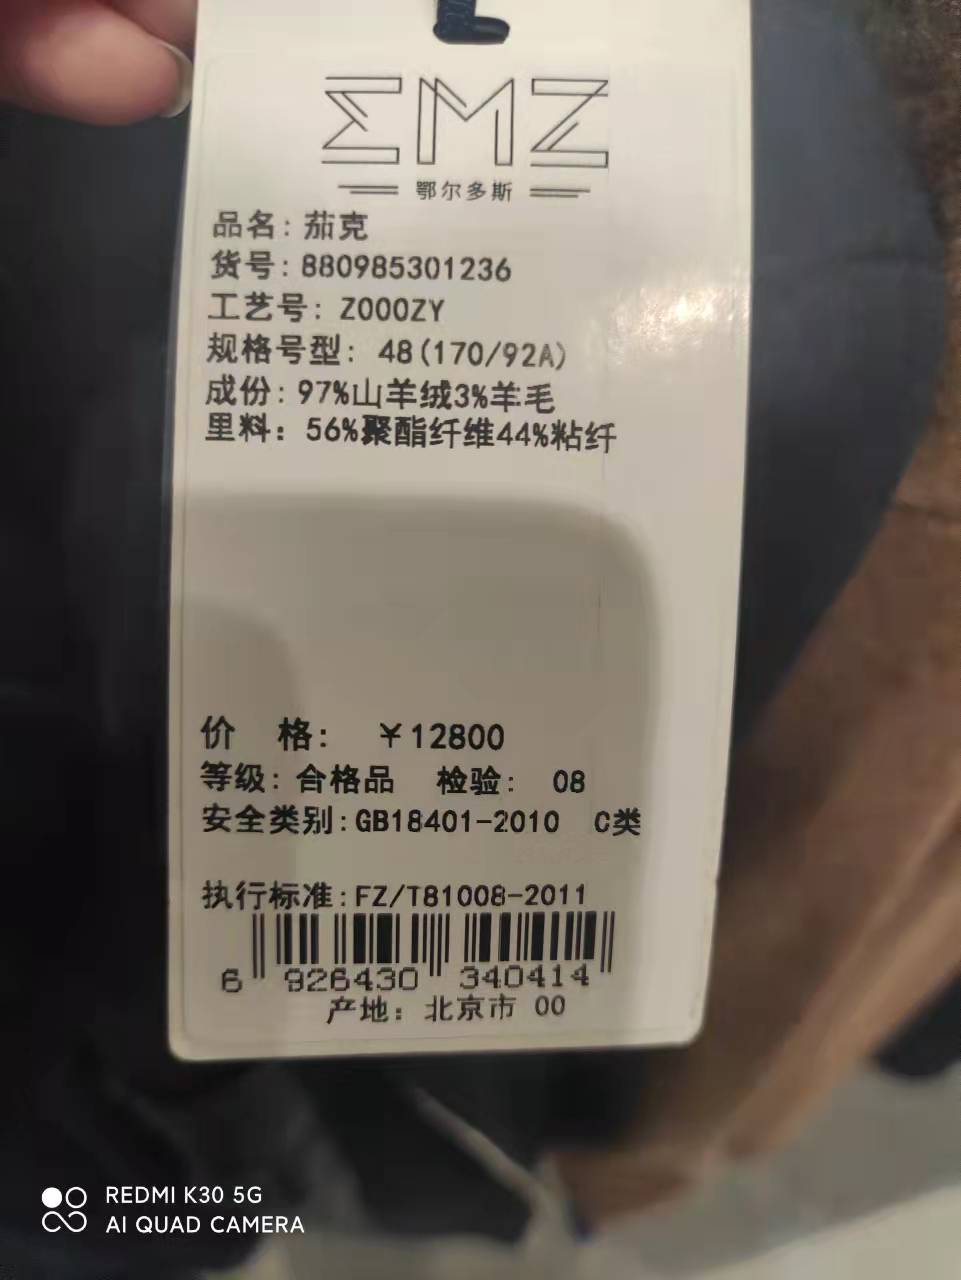 ΣMZ
鄂尔多斯
品名:茄克
货号:880985301236
工艺号: Z000ZY
规格号型: 48(170/92A)
成份:97%山羊绒3%羊毛
里料: 56%聚酯纤维44%粘纤
价 格: ￥12800
等级:合格品 检验: 08
安全类别:GB18401-2010 C类
执行标准:FZ/T81008-2011
6 926430 340414
产地: 北京市 00
REDMI K30 5G
AI QUAD CAMERA